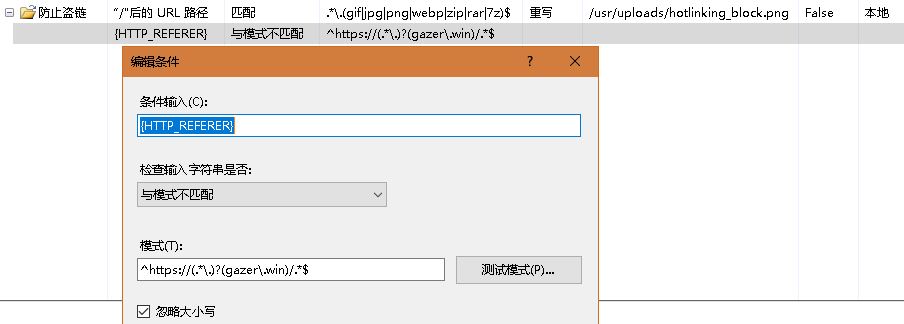 防止盗链 "/"后的 URL 路径 匹配 .*\.(gif|jpg|png|webp|zip|rar|7z)$ 重写 /usr/uploads/hotlinking_block.png False 本地
{HTTP_REFERER} 与模式不匹配 ^https://(.*\.)?(gazer\.win)/.*$
编辑条件 ?
条件输入(C):
{HTTP_REFERER}
检查输入字符串是否:
与模式不匹配
模式(T):
^https://(.*\.)?(gazer\.win)/.*$ 测试模式(P)...
忽略大小写